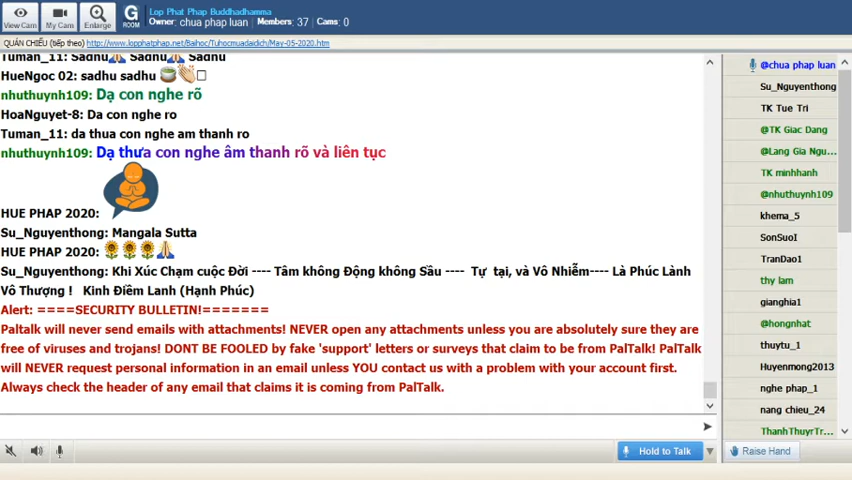 Lop Phat Phap Buddhadhamma
Owner: chua phap luan Members: 37 Cams: 0
View Cam
My Cam
Enlarge
G
ROOM
QUÁN CHIẾU (tiếp theo) http://www.lopphatphap.net/Baihoc/Tuhocmuadaidich/May-05-2020.htm
Tuman_11: Sadhu Sadhu Sadhu
HueNgoc 02: sadhu sadhu
nhuthuynh109: Dạ con nghe rõ
HoaNguyet-8: Da con nghe ro
Tuman_11: da thua con nghe am thanh ro
nhuthuynh109: Dạ thưa con nghe âm thanh rõ và liên tục
HUE PHAP 2020:
Su_Nguyenthong: Mangala Sutta
HUE PHAP 2020:
Su_Nguyenthong: Khi Xúc Chạm cuộc Đời ---- Tâm không Động không Sầu ---- Tự tại, và Vô Nhiễm---- Là Phúc Lành
Vô Thượng ! Kinh Điềm Lanh (Hạnh Phúc)
Alert: ====SECURITY BULLETIN!=======
Paltalk will never send emails with attachments! NEVER open any attachments unless you are absolutely sure they are
free of viruses and trojans! DONT BE FOOLED by fake 'support' letters or surveys that claim to be from PalTalk! PalTalk
will NEVER request personal information in an email unless YOU contact us with a problem with your account first.
Always check the header of any email that claims it is coming from PalTalk.
Hold to Talk
@chua phap luan
Su_Nguyenthong
TK Tue Tri
@TK Giac Dang
@Lang Gia Ngu...
TK minhhanh
@nhuthuynh109
khema_5
SonSuoI
TranDao1
thy lam
gianghia1
@hongnhat
thuytu_1
Huyenmong2013
nghe phap_1
nang chieu_24
ThanhThuyrTr...
Raise Hand